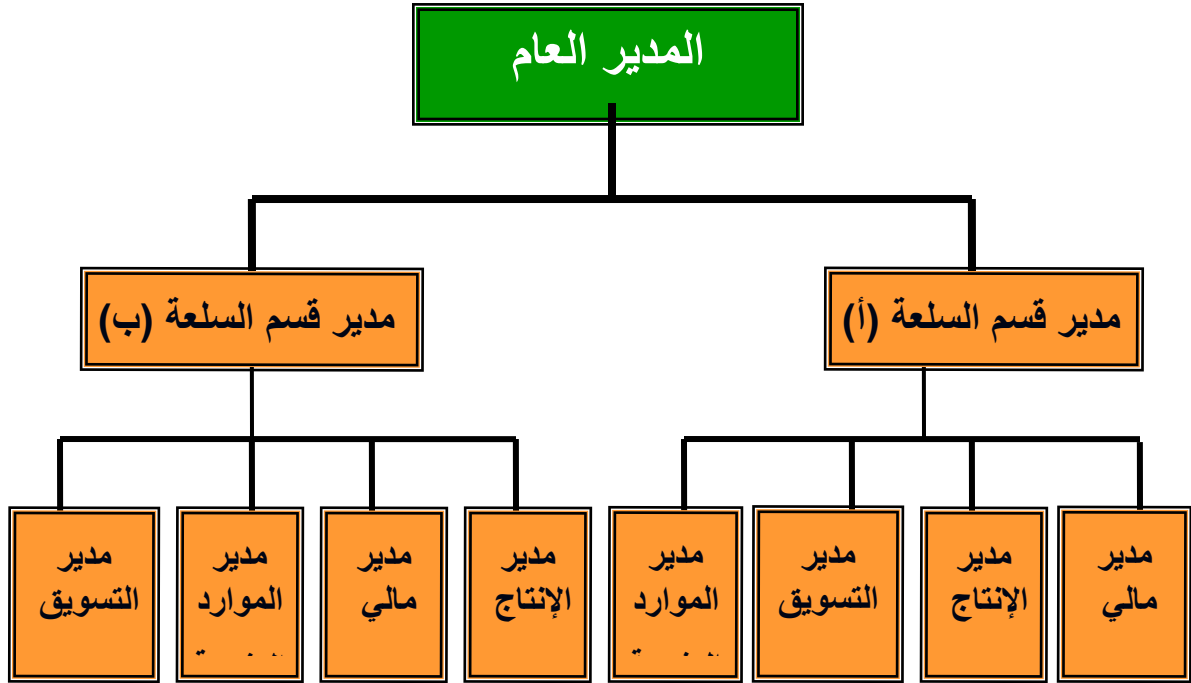 المدير العام
مدير قسم السلعة (أ)
مدير قسم السلعة (ب)
مدير
مالي
مدير
الإنتاج
مدير
التسويق
مدير
الموارد
مدير
الإنتاج
مدير
مالي
مدير
الموارد
مدير
التسويق